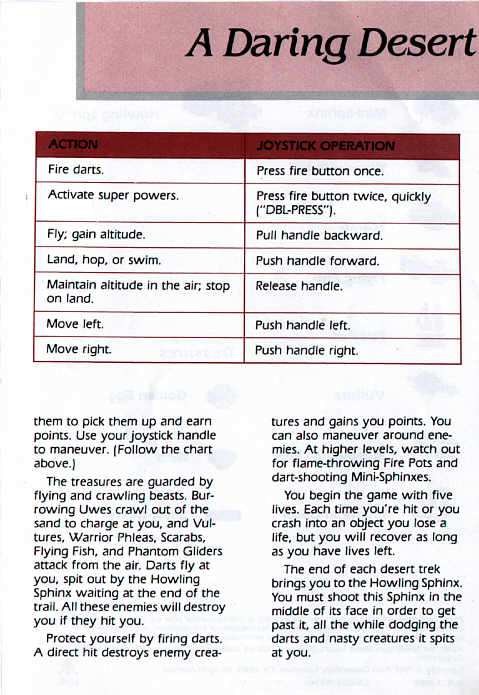 A Daring Desert
ACTION JOYSTICK OPERATION
Fire darts. Press fire button once.
Activate super powers. Press fire button twice, quickly
("DBL-PRESS").
Fly; gain altitude. Pull handle backward.
Land, hop, or swim. Push handle forward.
Maintain altitude in the air; stop Release handle.
on land.
Move left. Push handle left.
Move right. Push handle right.
them to pick them up and earn
points. Use your joystick handle
to maneuver. (Follow the chart
above.)
The treasures are guarded by
flying and crawling beasts. Bur-
rowing Uwes crawl out of the
sand to charge at you, and Vul-
tures, Warrior Phleas, Scarabs,
Flying Fish, and Phantom Gliders
attack from the air. Darts fly at
you, spit out by the Howling
Sphinx waiting at the end of the
trail. All these enemies will destroy
you if they hit you.
Protect yourself by firing darts.
A direct hit destroys enemy crea-
tures and gains you points. You
can also maneuver around ene-
mies. At higher levels, watch out
for flame-throwing Fire Pots and
dart-shooting Mini-Sphinxes.
You begin the game with five
lives. Each time you're hit or you
crash into an object you lose a
life, but you will recover as long
as you have lives left.
The end of each desert trek
brings you to the Howling Sphinx.
You must shoot this Sphinx in the
middle of its face in order to get
past it, all the while dodging the
darts and nasty creatures it spits
at you.